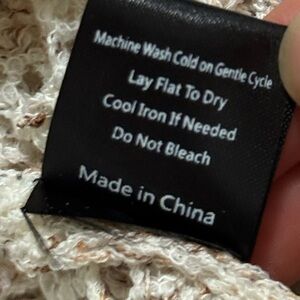 Machine Wash Cold on Gentle Cycle
Lay Flat To Dry
Cool Iron If Needed
Do Not Bleach
Made in China